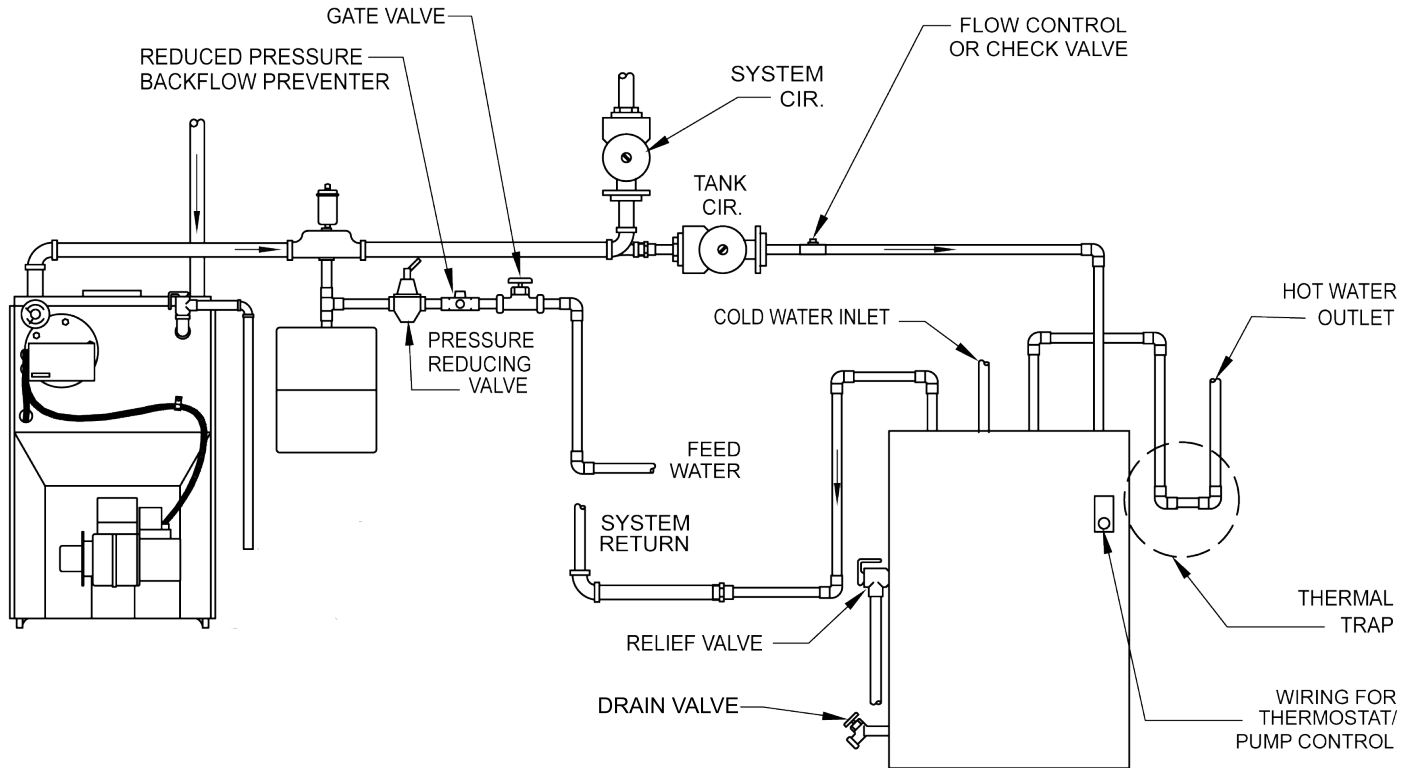 GATE VALVE
REDUCED PRESSURE
BACKFLOW PREVENTER
SYSTEM
CIR.
FLOW CONTROL
OR CHECK VALVE
TANK
CIR.
PRESSURE
REDUCING
VALVE
COLD WATER INLET
HOT WATER
OUTLET
FEED
WATER
SYSTEM
RETURN
RELIEF VALVE
DRAIN VALVE
THERMAL
TRAP
WIRING FOR
THERMOSTAT/
PUMP CONTROL